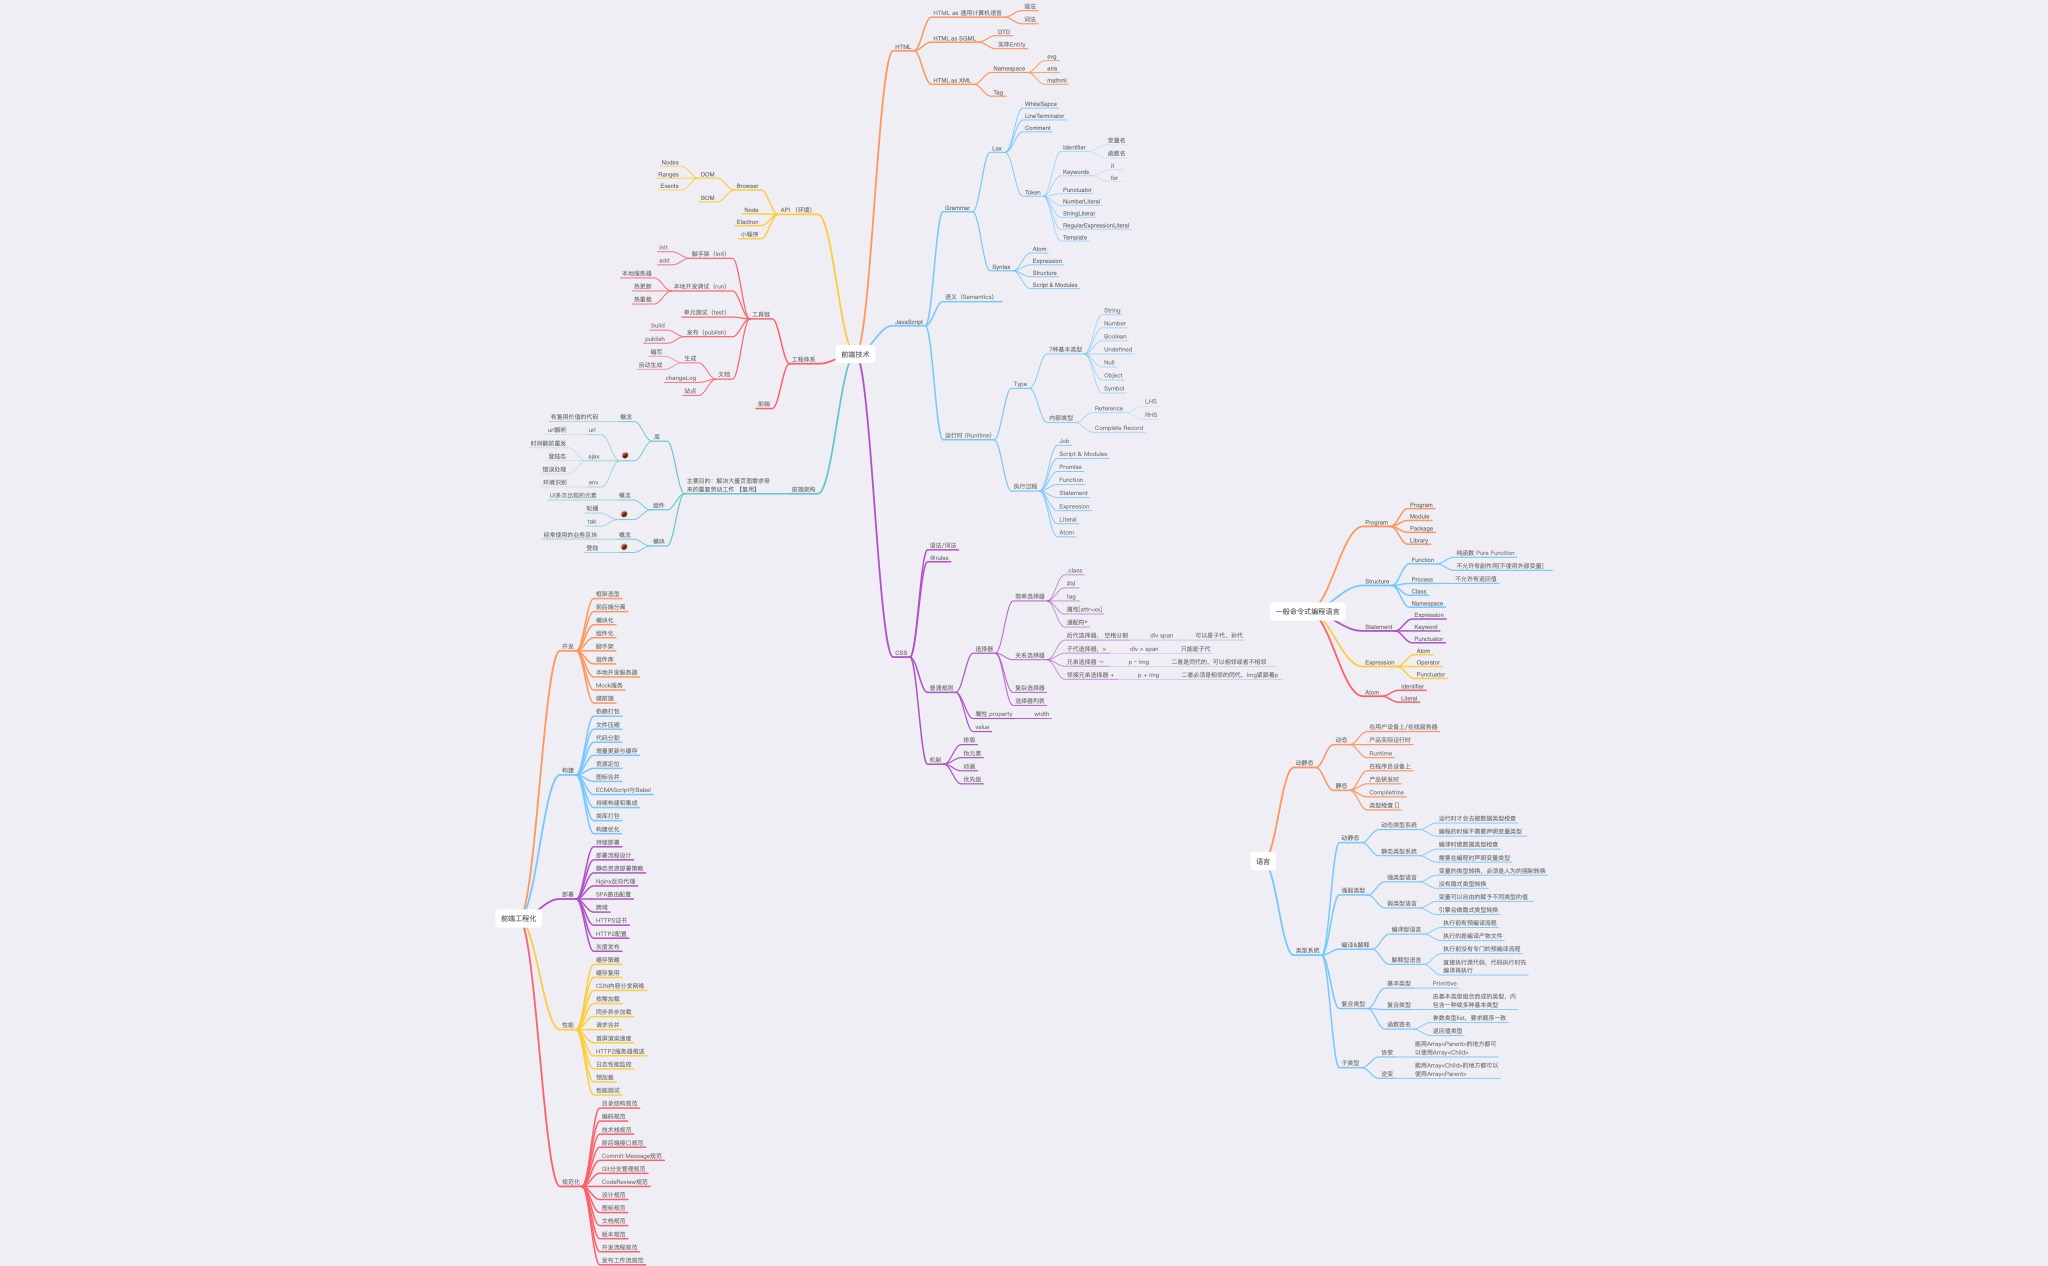 前端技术
HTML
HTML as 通用计算机语言
语法
词法
HTML as SGML
DTD
实体Entity
HTML as XML
Namespace
svg
aria
mathml
Tag
JavaScript
Grammar
Lex
WhiteSapce
LineTerminator
Comment
Token
Identifier
变量名
函数名
Keywords
if
for
Punctuator
NumberLiteral
StringLiteral
RegularExpressionLiteral
Template
Syntax
Atom
Expression
Structure
Script & Modules
语义（Semantics）
运行时 (Runtime)
Type
7种基本类型
String
Number
Boolean
Undefined
Null
Object
Symbol
内部类型
Reference
LHS
RHS
Complete Record
执行过程
Job
Script & Modules
Promise
Function
Statement
Expression
Literal
Atom
CSS
语法/词法
@rules
普通规则
选择器
简单选择器
.class
#id
tag
属性[attr=xx]
通配符*
关系选择器
后代选择器， 空格分割
div span
可以是子代、孙代
子代选择器，>
div > span
只能是子代
兄弟选择器 ～
p ~ img
二者是同代的，可以相邻或者不相邻
邻接兄弟选择器 +
p + img
二者必须是相邻的同代，img紧跟着p
复杂选择器
选择器列表
属性 property
width
value
机制
排版
伪元素
动画
优先级
API （环境）
Browser
DOM
Nodes
Ranges
Events
BOM
Node
Electron
小程序
工程体系
工具链
脚手架（init）
init
add
本地开发调试（run）
本地服务器
热更新
热重载
单元测试（test）
发布（publish）
build
publish
文档
生成
编写
自动生成
changeLog
站点
前端
前端架构
主要目的：解决大量页面需求带
来的重复劳动工作 【复用】
库
概念
有复用价值的代码
url
url解析
ajax
时间戳防重发
登陆态
错误处理
env
环境识别
组件
概念
UI多次出现的元素
轮播
tab
模块
概念
经常使用的业务区块
登陆
前端工程化
开发
框架选型
前后端分离
模块化
组件化
脚手架
组件库
本地开发服务器
Mock服务
微前端
构建
依赖打包
文件压缩
代码分割
增量更新与缓存
资源定位
图标合并
ECMAScript与Babel
持续构建和集成
类库打包
构建优化
部署
持续部署
部署流程设计
静态资源部署策略
Nginx反向代理
SPA路由配置
跨域
HTTPS证书
HTTP2配置
灰度发布
性能
缓存策略
缓存复用
CDN内容分发网络
按需加载
同步异步加载
请求合并
首屏渲染速度
HTTP2服务器推送
日志性能监控
预加载
性能测试
规范化
目录结构规范
编码规范
技术栈规范
前后端接口规范
Commit Message规范
Git分支管理规范
CodeReview规范
设计规范
图标规范
文档规范
版本规范
开发流程规范
发布工作流规范
一般命令式编程语言
Program
Program
Module
Package
Library
Structure
Function
纯函数 Pure Function
不允许有副作用[不使用外部变量]
Process
不允许有返回值
Class
Namespace
Statement
Expression
Keyword
Punctuator
Expression
Atom
Operator
Punctuator
Atom
Identifier
Literal
语言
动静态
动态
在用户设备上/在线服务器
产品实际运行时
Runtime
静态
在程序员设备上
产品研发时
Compiletime
类型检查 []
类型系统
动静态
动态类型系统
运行时才会去做数据类型检查
编程的时候不需要声明变量类型
静态类型系统
编译时做数据类型检查
需要在编程时声明变量类型
强弱类型
强类型语言
变量的类型转换，必须是人为的强制转换
没有隐式类型转换
弱类型语言
变量可以自由的赋予不同类型的值
引擎会做隐式类型转换
编译&解释
编译型语言
执行前有预编译流程
执行的是编译产物文件
解释型语言
执行前没有专门的预编译流程
直接执行源代码，代码执行时先
编译再执行
复合类型
基本类型
Primitive
复合类型
由基本类型组合而成的类型，内
包含一种或多种基本类型
函数签名
参数类型list，要求顺序一致
返回值类型
子类型
协变
能用Array<Parent>的地方都可
以使用Array<Child>
逆变
能用Array<Child>的地方都可以
使用Array<Parent>